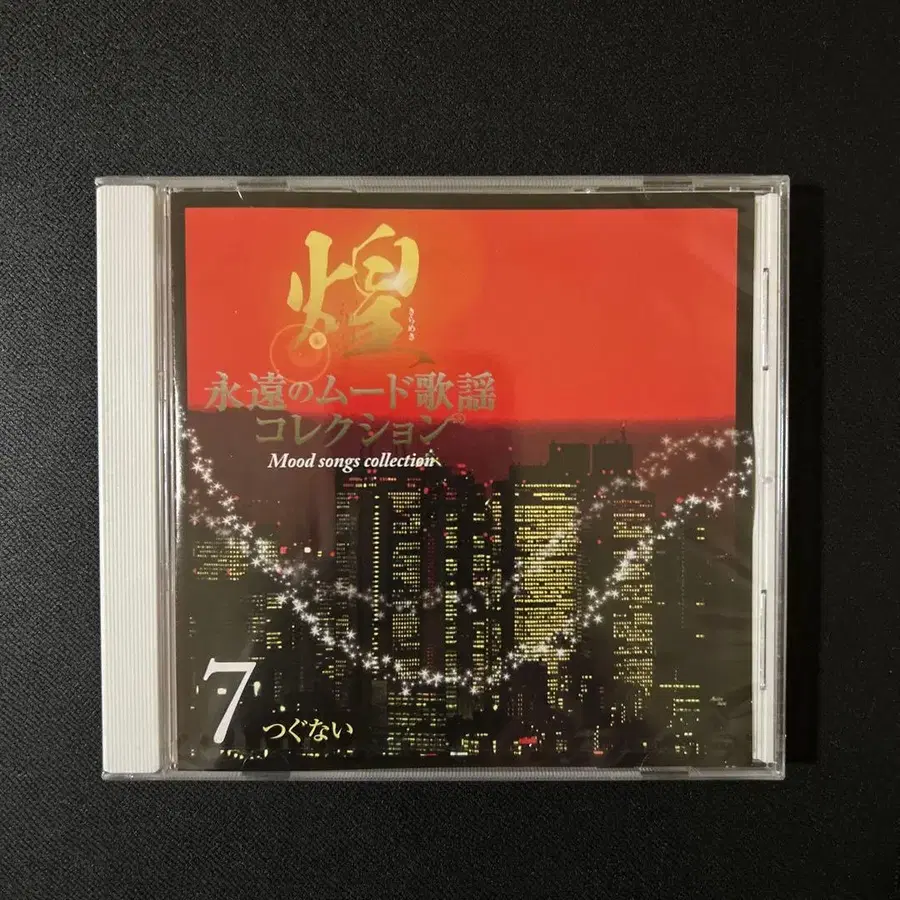 煌
きらめき
永遠のムード歌謡
コレクション
Mood songs collection
7 つぐない